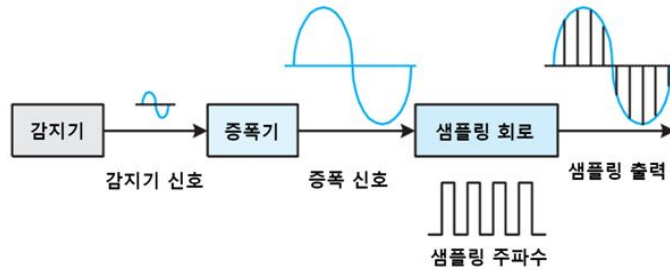 감지기
증폭기
샘플링 회로
감지기 신호
증폭 신호
샘플링 출력
샘플링 주파수